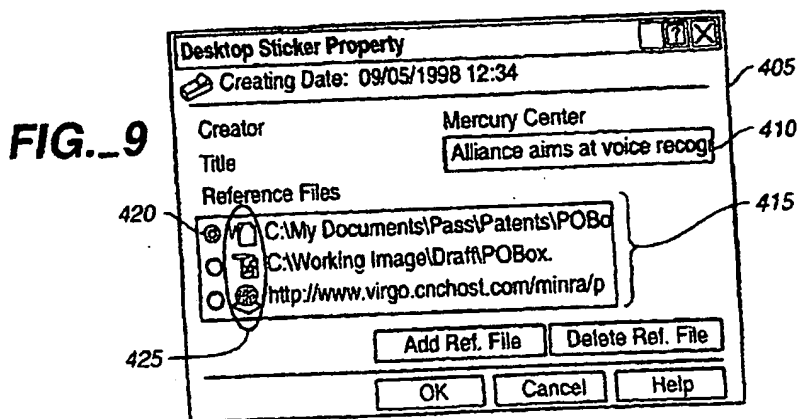 Desktop Sticker Property ?
Creating Date: 09/05/1998 12:34
405
FIG._9
Creator Mercury Center
410
Title Alliance aims at voice recog
Reference Files
415
420
C:\My Documents\Pass\Patents\POBo
C:\Working Image\Draft\POBox.
http://www.virgo.cnchost.com/minra/p
425
Add Ref. File Delete Ref. File
OK Cancel Help